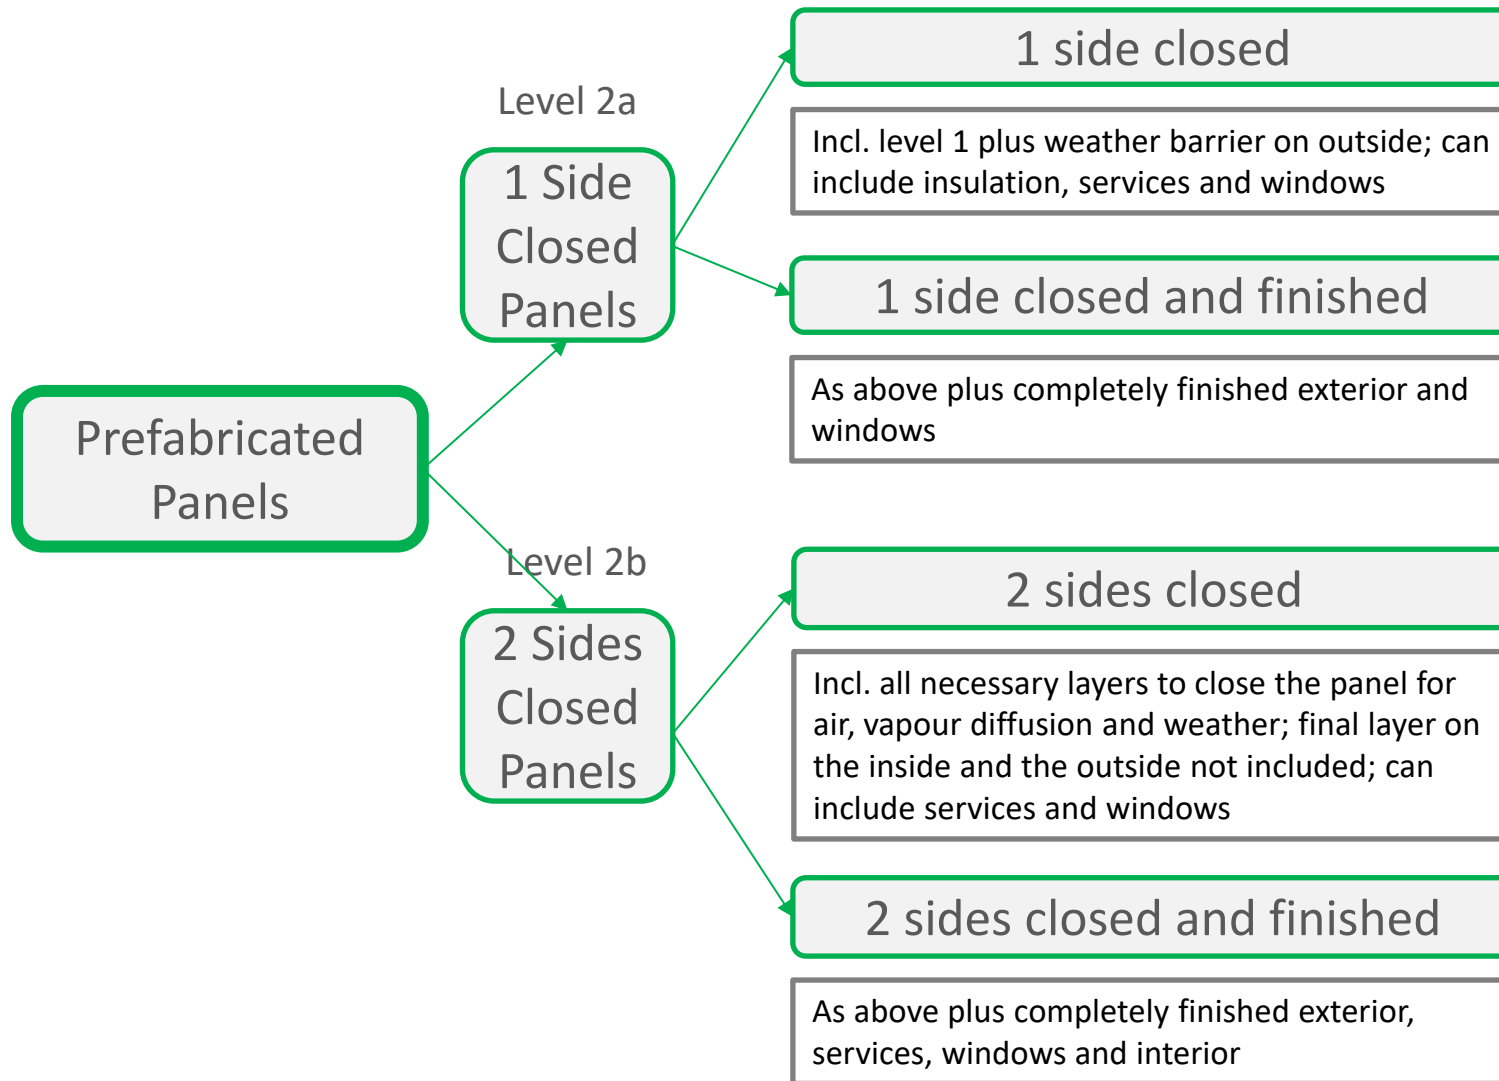 Prefabricated
Panels
Level 2a
1 Side
Closed
Panels
1 side closed
Incl. level 1 plus weather barrier on outside; can
include insulation, services and windows
1 side closed and finished
As above plus completely finished exterior and
windows
Level 2b
2 Sides
Closed
Panels
2 sides closed
Incl. all necessary layers to close the panel for
air, vapour diffusion and weather; final layer on
the inside and the outside not included; can
include services and windows
2 sides closed and finished
As above plus completely finished exterior,
services, windows and interior